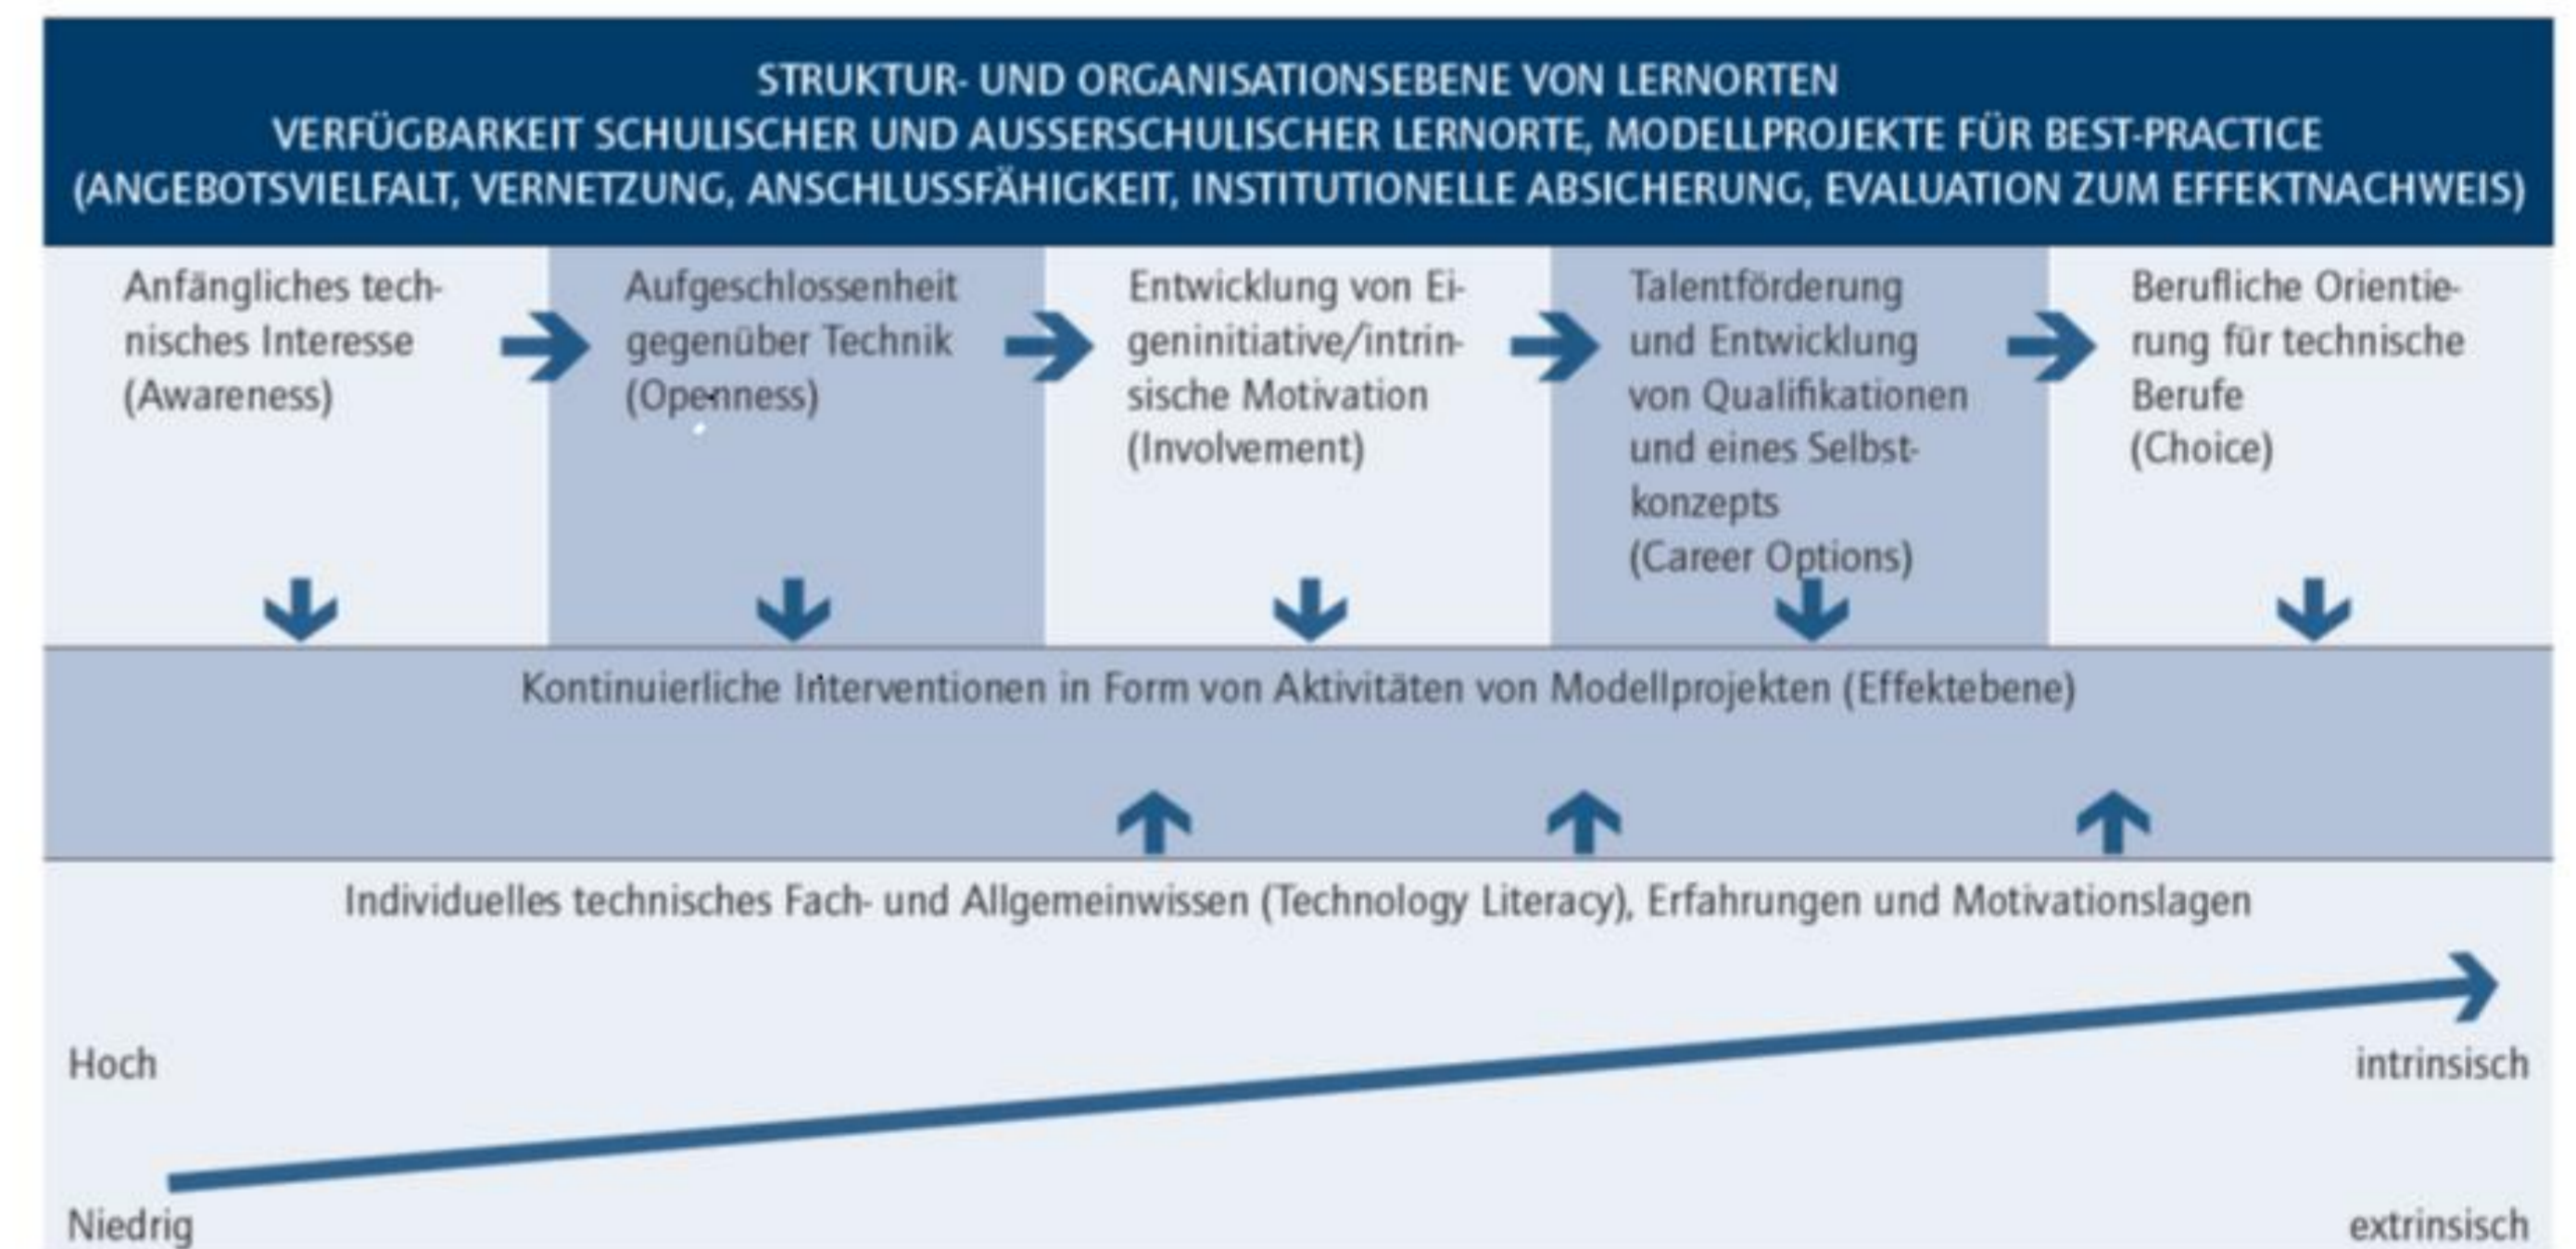 STRUKTUR- UND ORGANISATIONSEBENE VON LERNORTEN
VERFÜGBARKEIT SCHULISCHER UND AUSSERSCHULISCHER LERNORTE, MODELLPROJEKTE FÜR BEST-PRACTICE
(ANGEBOTSVIELFALT, VERNETZUNG, ANSCHLUSSFÄHIGKEIT, INSTITUTIONELLE ABSICHERUNG, EVALUATION ZUM EFFEKTNACHWEIS)
Anfängliches tech-
nisches Interesse
(Awareness)
Aufgeschlossenheit
gegenüber Technik
(Openness)
Entwicklung von Ei-
geninitiative/intrin-
sische Motivation
(Involvement)
Talentförderung
und Entwicklung
von Qualifikationen
und eines Selbst-
konzepts
(Career Options)
Berufliche Orientie-
rung für technische
Berufe
(Choice)
Kontinuierliche Interventionen in Form von Aktivitäten von Modellprojekten (Effektebene)
Individuelles technisches Fach- und Allgemeinwissen (Technology Literacy), Erfahrungen und Motivationslagen
Hoch
intrinsisch
Niedrig
extrinsisch